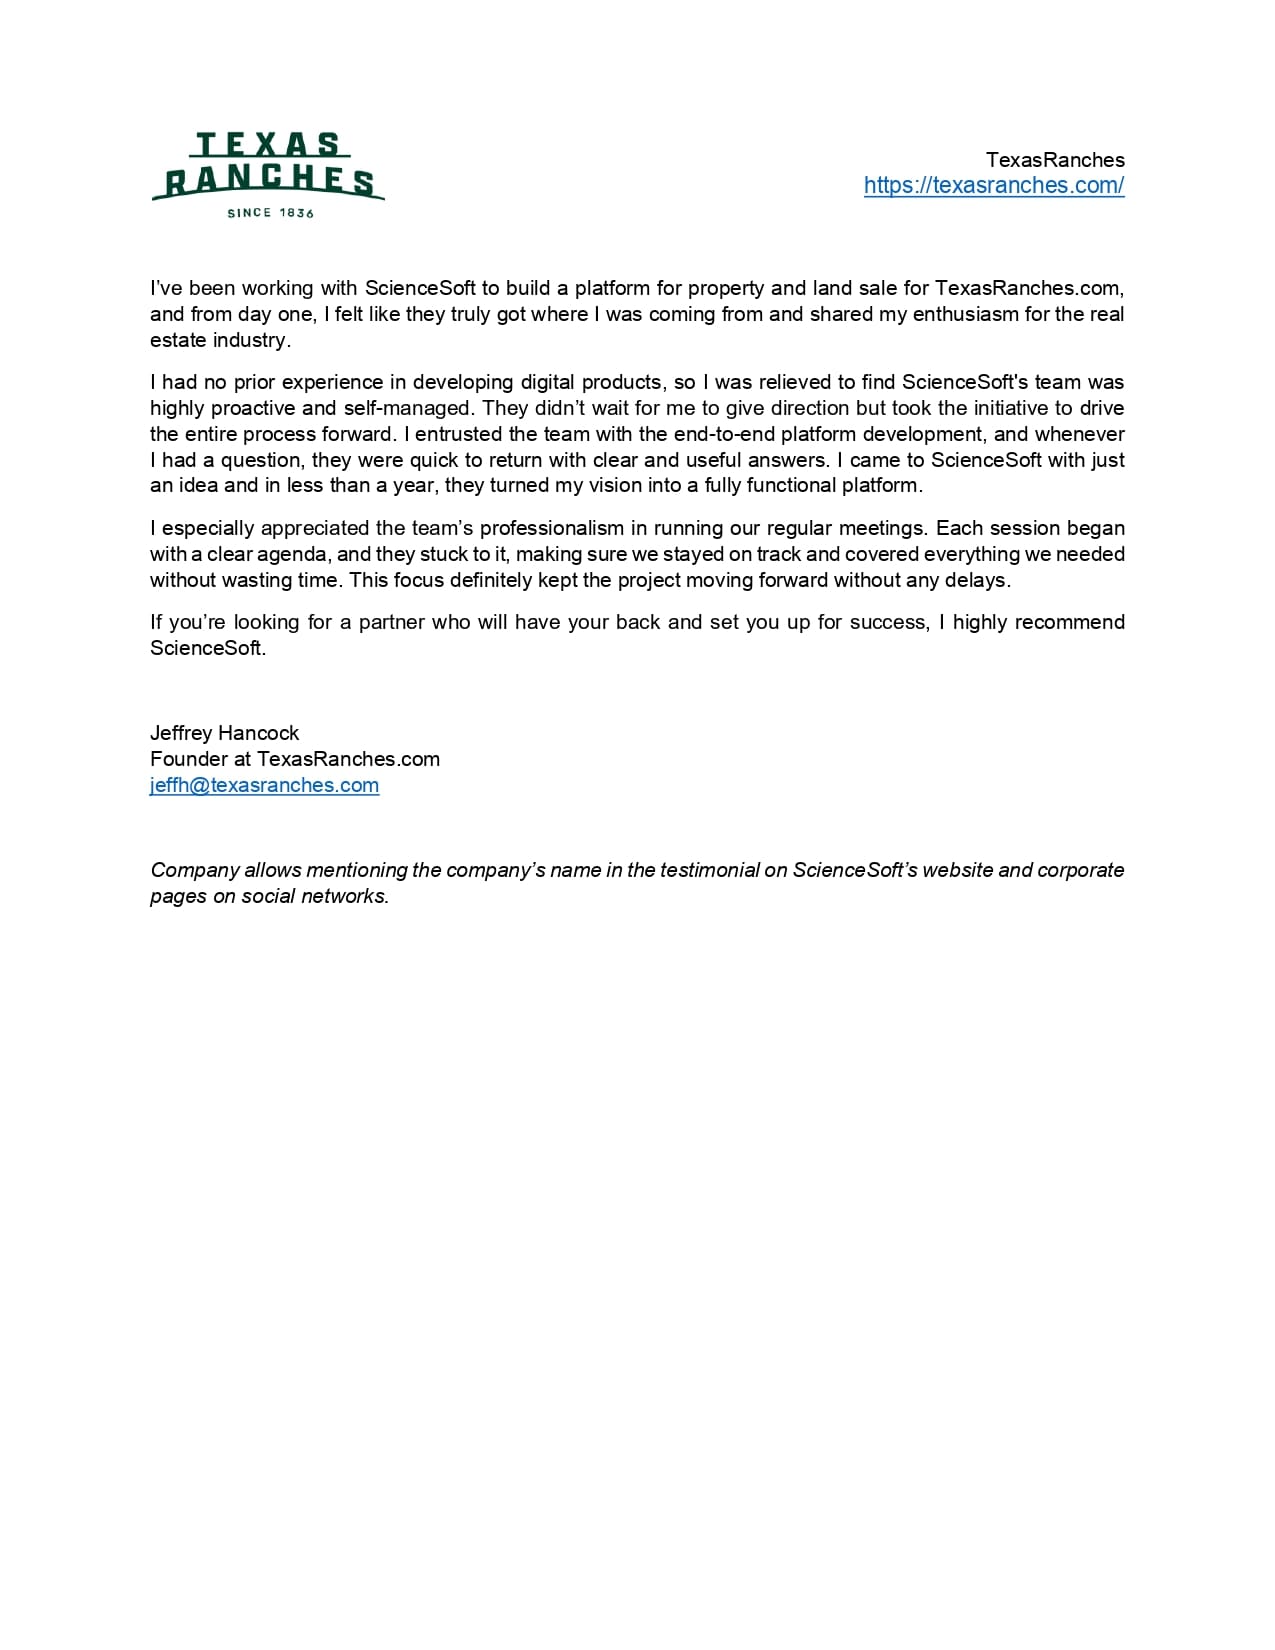 TEXAS
RANCHES
SINCE 1836
TexasRanches
https://texasranches.com/
I’ve been working with ScienceSoft to build a platform for property and land sale for TexasRanches.com,
and from day one, I felt like they truly got where I was coming from and shared my enthusiasm for the real
estate industry.
I had no prior experience in developing digital products, so I was relieved to find ScienceSoft's team was
highly proactive and self-managed. They didn’t wait for me to give direction but took the initiative to drive
the entire process forward. I entrusted the team with the end-to-end platform development, and whenever
I had a question, they were quick to return with clear and useful answers. I came to ScienceSoft with just
an idea and in less than a year, they turned my vision into a fully functional platform.
I especially appreciated the team’s professionalism in running our regular meetings. Each session began
with a clear agenda, and they stuck to it, making sure we stayed on track and covered everything we needed
without wasting time. This focus definitely kept the project moving forward without any delays.
If you’re looking for a partner who will have your back and set you up for success, I highly recommend
ScienceSoft.
Jeffrey Hancock
Founder at TexasRanches.com
jeffh@texasranches.com
Company allows mentioning the company’s name in the testimonial on ScienceSoft’s website and corporate
pages on social networks.